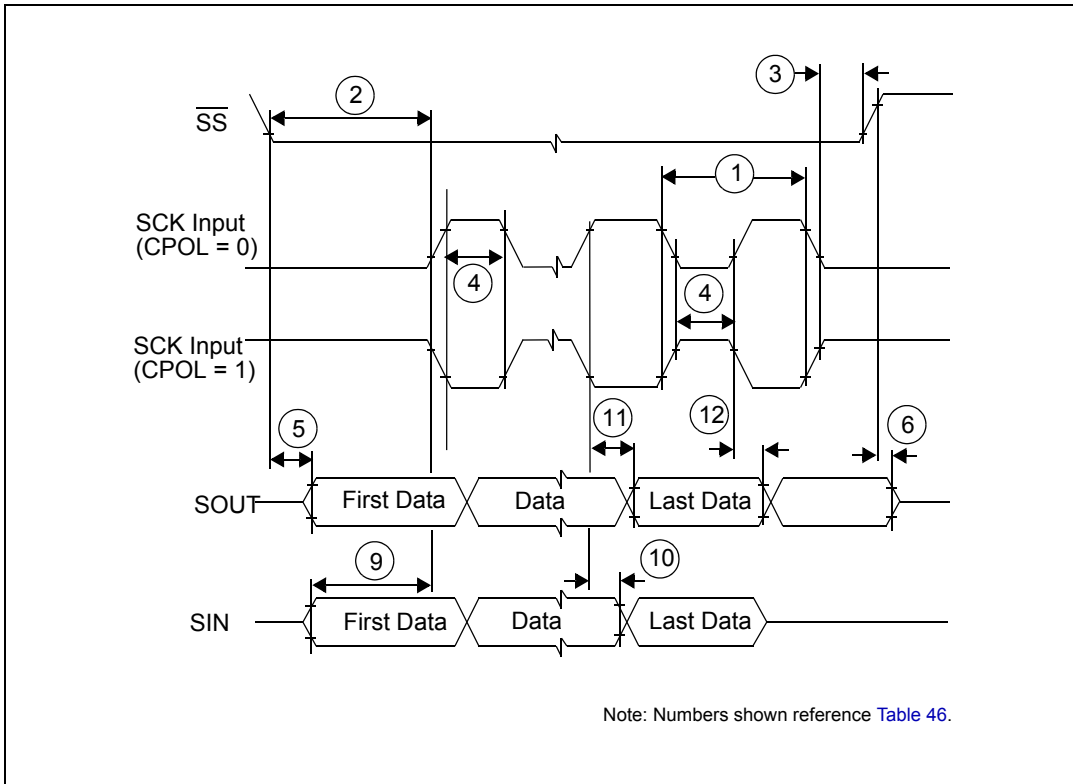 3
2
SS
1
SCK Input
(CPOL = 0)
4
4
SCK Input
(CPOL = 1)
11
12
5
6
SOUT
First Data
Data
Last Data
9
10
SIN
First Data
Data
Last Data
Note: Numbers shown reference Table 46.